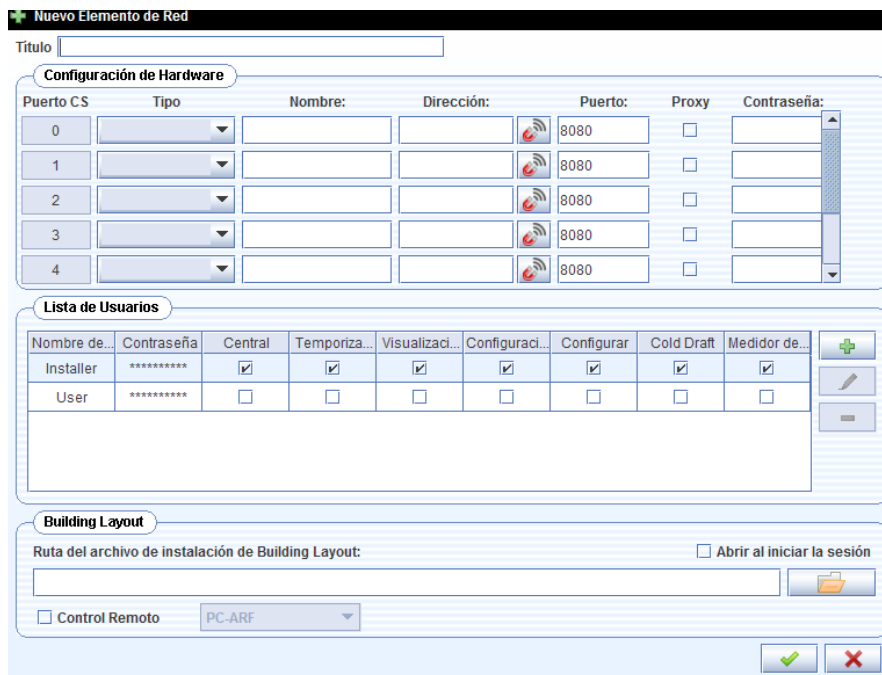 Nuevo Elemento de Red
Título
Configuración de Hardware
Puerto CS Tipo Nombre: Dirección: Puerto: Proxy Contraseña:
0 8080
1 8080
2 8080
3 8080
4 8080
Lista de Usuarios
Nombre de... Contraseña Central Temporiza... Visualizaci... Configuraci... Configurar Cold Draft Medidor de...
Installer **********
User **********
Building Layout
Ruta del archivo de instalación de Building Layout: Abrir al iniciar la sesión
Control Remoto PC-ARF